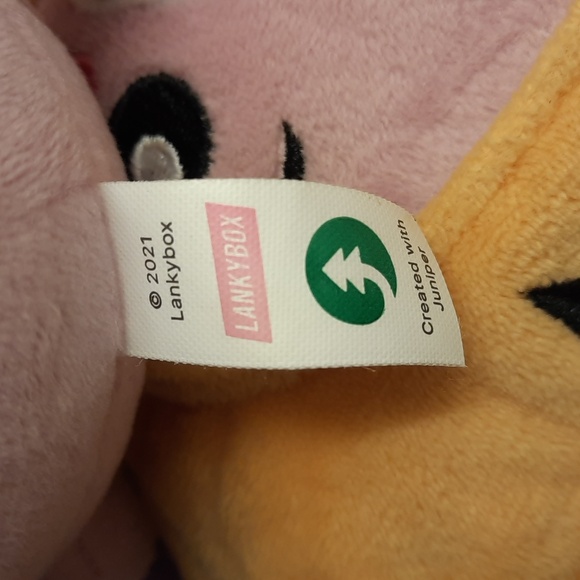 © 2021
Lankybox
LANKYBOX
Created with
Juniper